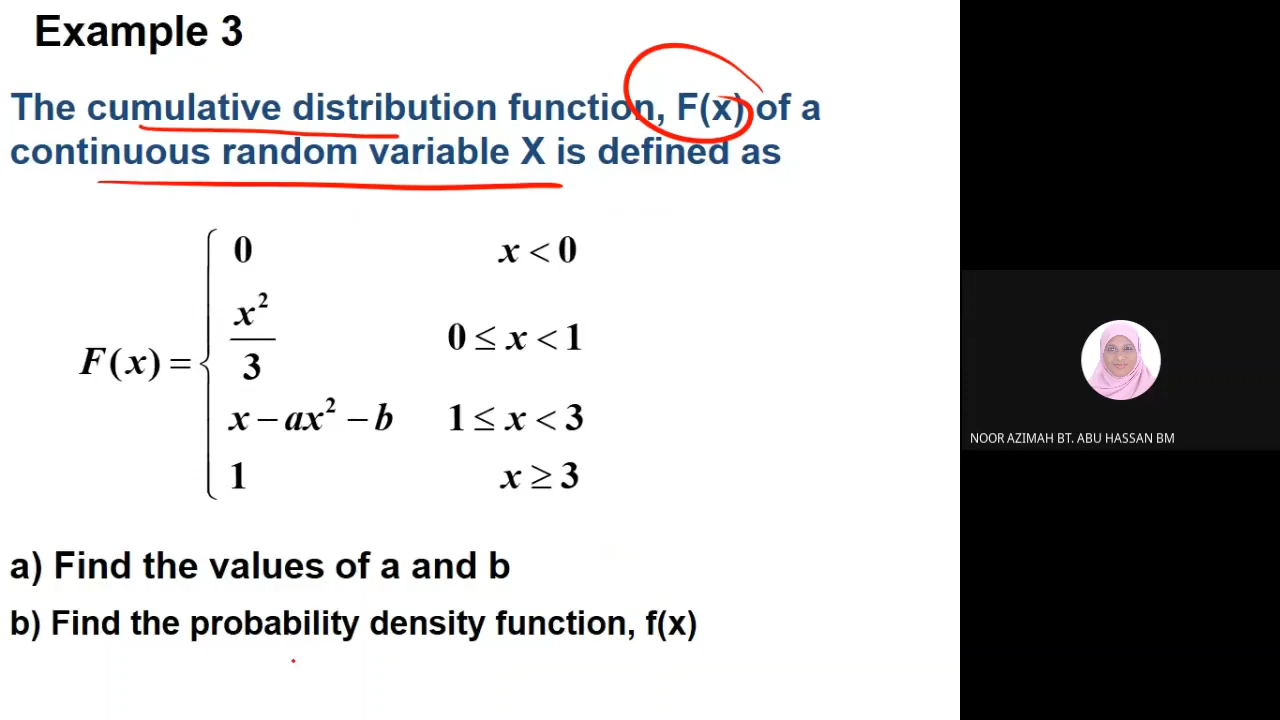 Example 3
The cumulative distribution function, F(x) of a
continuous random variable X is defined as
0 x < 0
x²/3 0 ≤ x < 1
F(x) =
x − ax² − b 1 ≤ x < 3
1 x ≥ 3
NOOR AZIMAH BT. ABU HASSAN BM
a) Find the values of a and b
b) Find the probability density function, f(x)